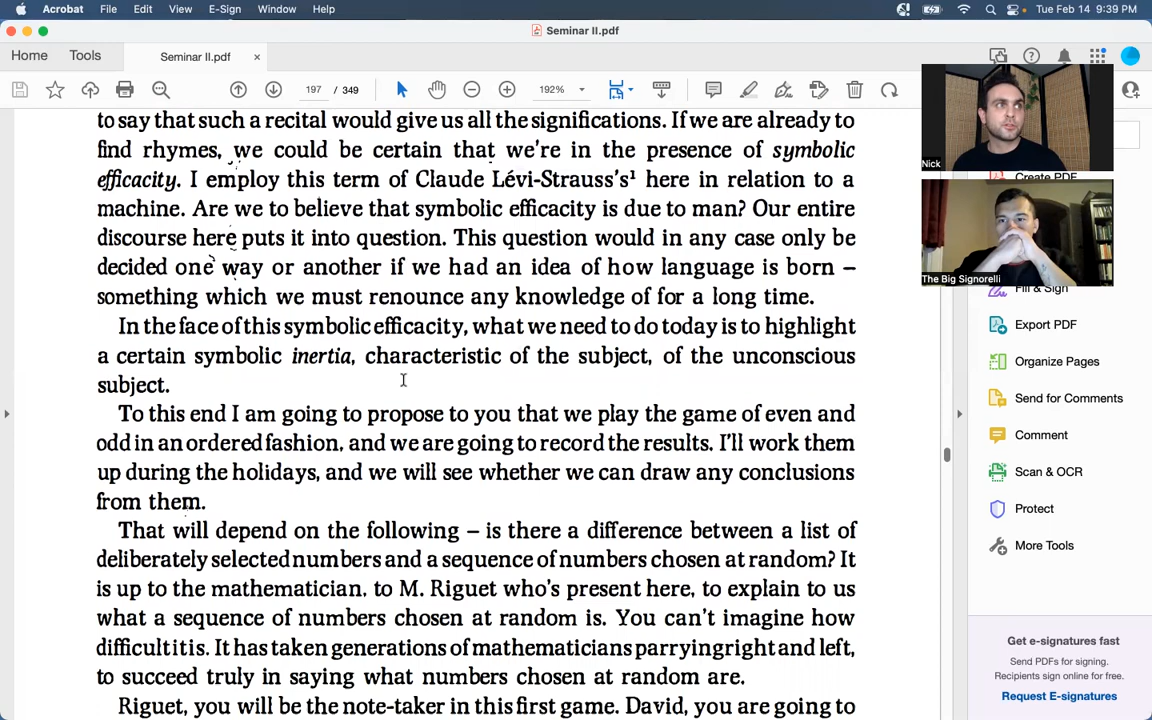 Acrobat File Edit View E-Sign Window Help Tue Feb 14 9:39 PM
Seminar II.pdf
Home Tools Seminar II.pdf ×
197 / 349 192%
to say that such a recital would give us all the significations. If we are already to
find rhymes, we could be certain that we're in the presence of symbolic
efficacity. I employ this term of Claude Lévi-Strauss's¹ here in relation to a
machine. Are we to believe that symbolic efficacity is due to man? Our entire
discourse here puts it into question. This question would in any case only be
decided one way or another if we had an idea of how language is born –
something which we must renounce any knowledge of for a long time.
In the face of this symbolic efficacity, what we need to do today is to highlight
a certain symbolic inertia, characteristic of the subject, of the unconscious
subject.
To this end I am going to propose to you that we play the game of even and
odd in an ordered fashion, and we are going to record the results. I'll work them
up during the holidays, and we will see whether we can draw any conclusions
from them.
That will depend on the following – is there a difference between a list of
deliberately selected numbers and a sequence of numbers chosen at random? It
is up to the mathematician, to M. Riguet who's present here, to explain to us
what a sequence of numbers chosen at random is. You can't imagine how
difficult it is. It has taken generations of mathematicians parrying right and left,
to succeed truly in saying what numbers chosen at random are.
Riguet, you will be the note-taker in this first game. David, you are going to
Nick
The Big Signorelli
Create PDF
Fill & Sign
Export PDF
Organize Pages
Send for Comments
Comment
Scan & OCR
Protect
More Tools
Get e-signatures fast
Send PDFs for signing.
Recipients sign online for free.
Request E-signatures